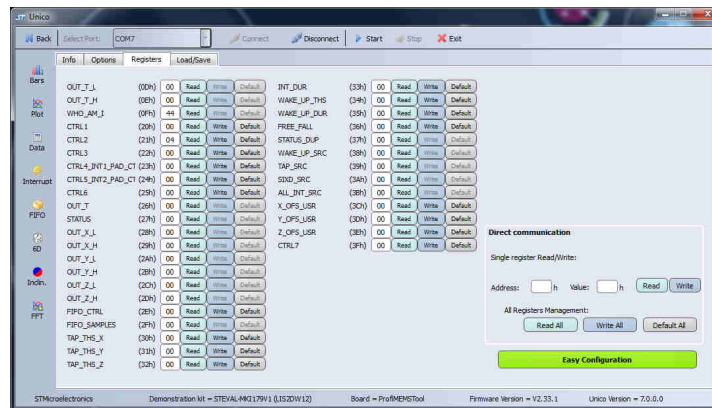 Unico
Back Select Port: COM7 Connect Disconnect Start Stop Exit
Info Options Registers Load/Save
Bars
Plot
Data
Interrupt
FIFO
6D
Inclin.
FFT
OUT_T_L (0Dh) 00 Read Write Default
OUT_T_H (0Eh) 00 Read Write Default
WHO_AM_I (0Fh) 44 Read Write Default
CTRL1 (20h) 00 Read Write Default
CTRL2 (21h) 04 Read Write Default
CTRL3 (22h) 00 Read Write Default
CTRL4_INT1_PAD_CT (23h) 00 Read Write Default
CTRL5_INT2_PAD_CT (24h) 00 Read Write Default
CTRL6 (25h) 00 Read Write Default
OUT_T (26h) 00 Read Write Default
STATUS (27h) 00 Read Write Default
OUT_X_L (28h) 00 Read Write Default
OUT_X_H (29h) 00 Read Write Default
OUT_Y_L (2Ah) 00 Read Write Default
OUT_Y_H (2Bh) 00 Read Write Default
OUT_Z_L (2Ch) 00 Read Write Default
OUT_Z_H (2Dh) 00 Read Write Default
FIFO_CTRL (2Eh) 00 Read Write Default
FIFO_SAMPLES (2Fh) 00 Read Write Default
TAP_THS_X (30h) 00 Read Write Default
TAP_THS_Y (31h) 00 Read Write Default
TAP_THS_Z (32h) 00 Read Write Default
INT_DUR (33h) 00 Read Write Default
WAKE_UP_THS (34h) 00 Read Write Default
WAKE_UP_DUR (35h) 00 Read Write Default
FREE_FALL (36h) 00 Read Write Default
STATUS_DUP (37h) 00 Read Write Default
WAKE_UP_SRC (38h) 00 Read Write Default
TAP_SRC (39h) 00 Read Write Default
SIXD_SRC (3Ah) 00 Read Write Default
ALL_INT_SRC (3Bh) 00 Read Write Default
X_OFS_USR (3Ch) 00 Read Write Default
Y_OFS_USR (3Dh) 00 Read Write Default
Z_OFS_USR (3Eh) 00 Read Write Default
CTRL7 (3Fh) 00 Read Write Default
Direct communication
Single register Read/Write:
Address: h Value: h Read Write
All Registers Management:
Read All Write All Default All
Easy Configuration
STMicroelectronics Demonstration kit = STEVAL-MKI179V1 (LIS2DW12) Board = ProfiMEMSTool Firmware Version = V2.33.1 Unico Version = 7.0.0.0